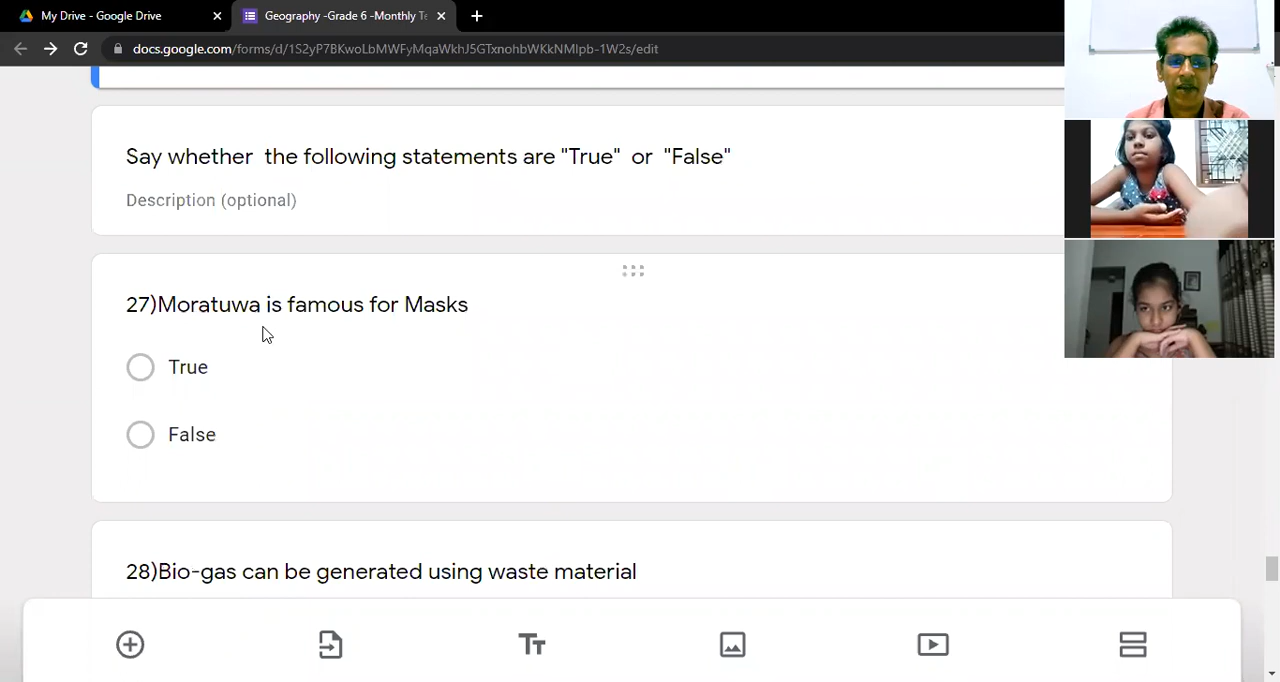 My Drive - Google Drive
Geography -Grade 6 -Monthly Te
docs.google.com/forms/d/1S2yP7BKwoLbMWFyMqaWkhJ5GTxnohbWKkNMlpb-1W2s/edit
Say whether the following statements are "True" or "False"
Description (optional)
27)Moratuwa is famous for Masks
True
False
28)Bio-gas can be generated using waste material
Tт